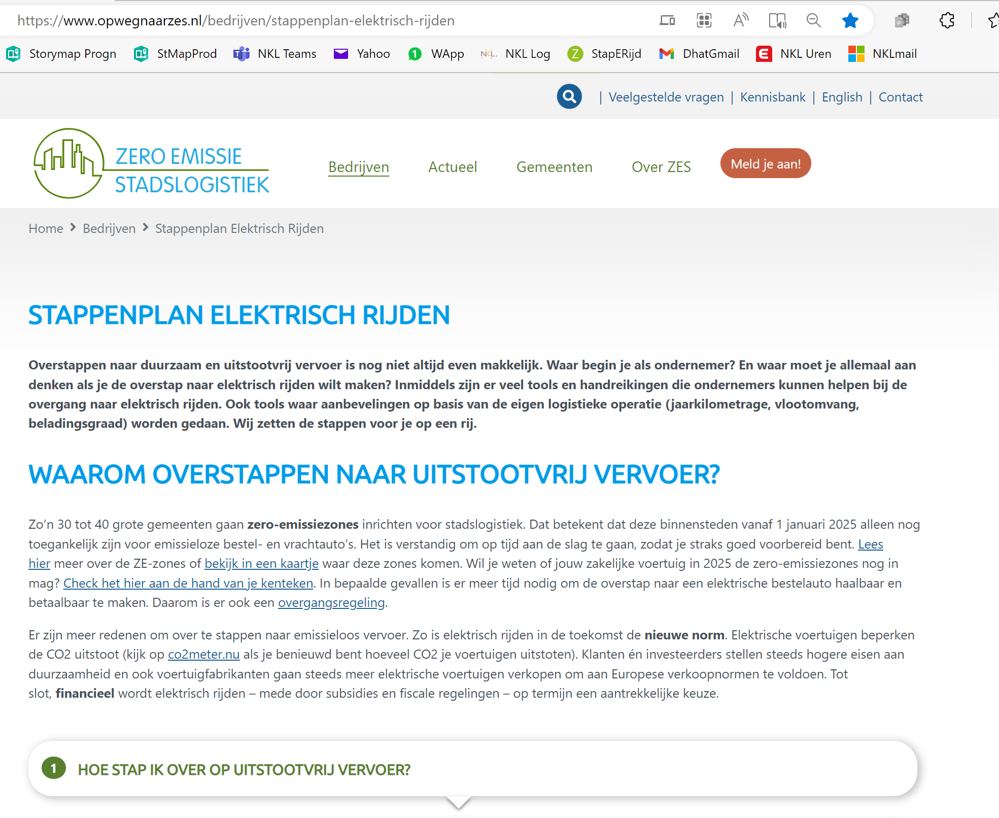 https://www.opwegnaarzes.nl/bedrijven/stappenplan-elektrisch-rijden
Storymap Progn StMapProd NKL Teams Yahoo WApp NKL Log StapERijd DhatGmail NKL Uren NKLmail
| Veelgestelde vragen | Kennisbank | English | Contact
ZERO EMISSIE
STADSLOGISTIEK
Bedrijven Actueel Gemeenten Over ZES Meld je aan!
Home > Bedrijven > Stappenplan Elektrisch Rijden
STAPPENPLAN ELEKTRISCH RIJDEN
Overstappen naar duurzaam en uitstootvrij vervoer is nog niet altijd even makkelijk. Waar begin je als ondernemer? En waar moet je allemaal aan
denken als je de overstap naar elektrisch rijden wilt maken? Inmiddels zijn er veel tools en handreikingen die ondernemers kunnen helpen bij de
overgang naar elektrisch rijden. Ook tools waar aanbevelingen op basis van de eigen logistieke operatie (jaarkilometrage, vlootomvang,
beladingsgraad) worden gedaan. Wij zetten de stappen voor je op een rij.
WAAROM OVERSTAPPEN NAAR UITSTOOTVRIJ VERVOER?
Zo’n 30 tot 40 grote gemeenten gaan zero-emissiezones inrichten voor stadslogistiek. Dat betekent dat deze binnensteden vanaf 1 januari 2025 alleen nog
toegankelijk zijn voor emissieloze bestel- en vrachtauto’s. Het is verstandig om op tijd aan de slag te gaan, zodat je straks goed voorbereid bent. Lees
hier meer over de ZE-zones of bekijk in een kaartje waar deze zones komen. Wil je weten of jouw zakelijke voertuig in 2025 de zero-emissiezones nog in
mag? Check het hier aan de hand van je kenteken. In bepaalde gevallen is er meer tijd nodig om de overstap naar een elektrische bestelauto haalbaar en
betaalbaar te maken. Daarom is er ook een overgangsregeling.
Er zijn meer redenen om over te stappen naar emissieloos vervoer. Zo is elektrisch rijden in de toekomst de nieuwe norm. Elektrische voertuigen beperken
de CO2 uitstoot (kijk op co2meter.nu als je benieuwd bent hoeveel CO2 je voertuigen uitstoten). Klanten én investeerders stellen steeds hogere eisen aan
duurzaamheid en ook voertuigfabrikanten gaan steeds meer elektrische voertuigen verkopen om aan Europese verkoopnormen te voldoen. Tot
slot, financieel wordt elektrisch rijden – mede door subsidies en fiscale regelingen – op termijn een aantrekkelijke keuze.
1 HOE STAP IK OVER OP UITSTOOTVRIJ VERVOER?